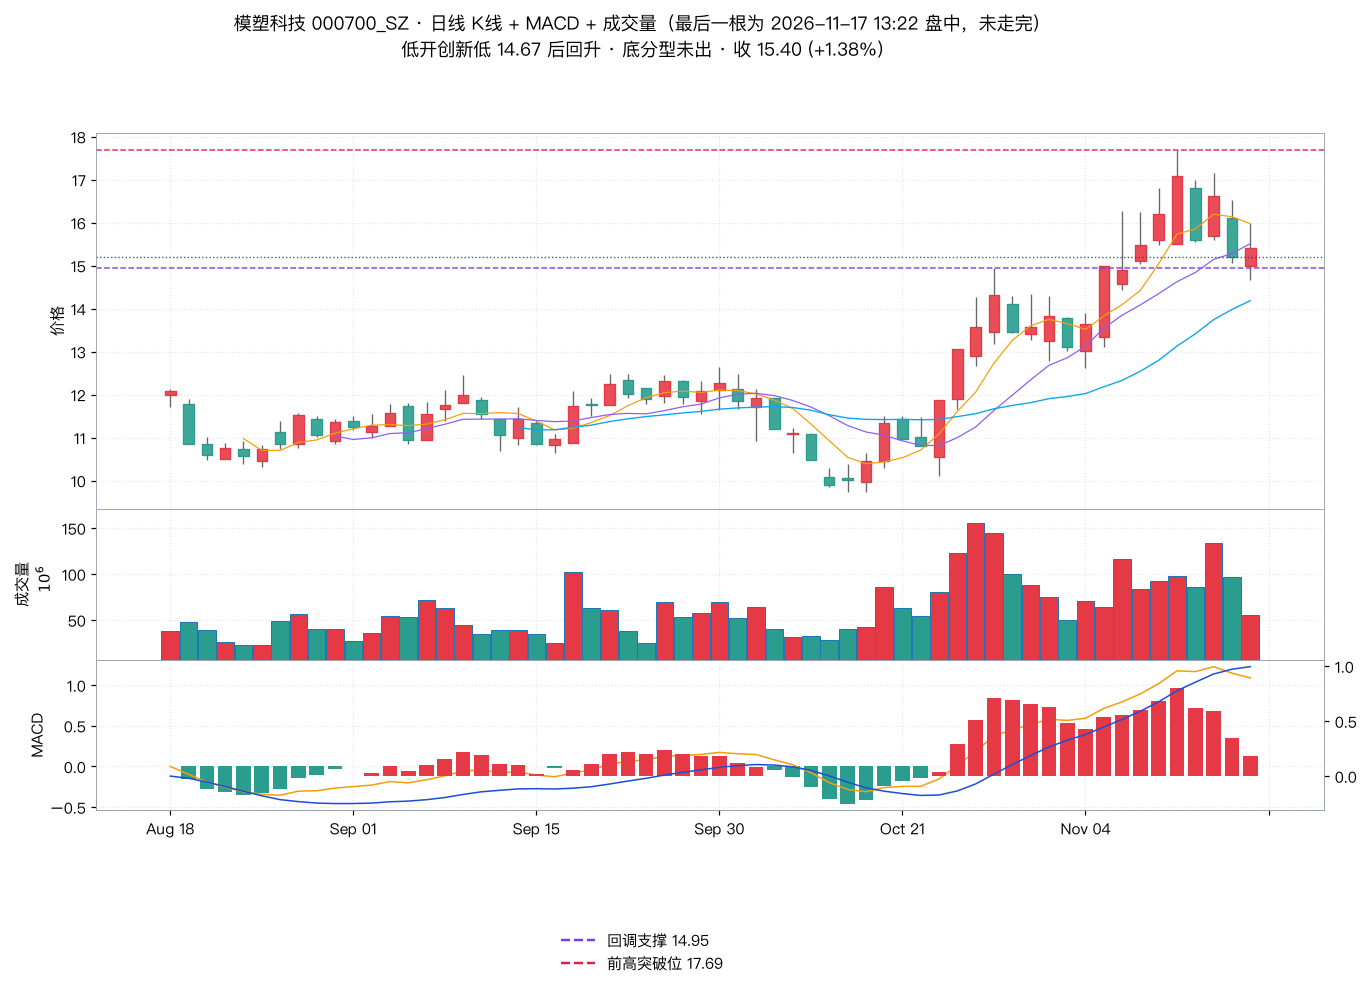 模塑科技 000700_SZ · 日线 K线 + MACD + 成交量（最后一根为 2026-11-17 13:22 盘中，未走完）
低开创新低 14.67 后回升 · 底分型未出 · 收 15.40 (+1.38%)
价格
18
17
16
15
14
13
12
11
10
成交量
10⁶
150
100
50
MACD
1.0
0.5
0.0
−0.5
1.0
0.5
0.0
Aug 18
Sep 01
Sep 15
Sep 30
Oct 21
Nov 04
回调支撑 14.95
前高突破位 17.69